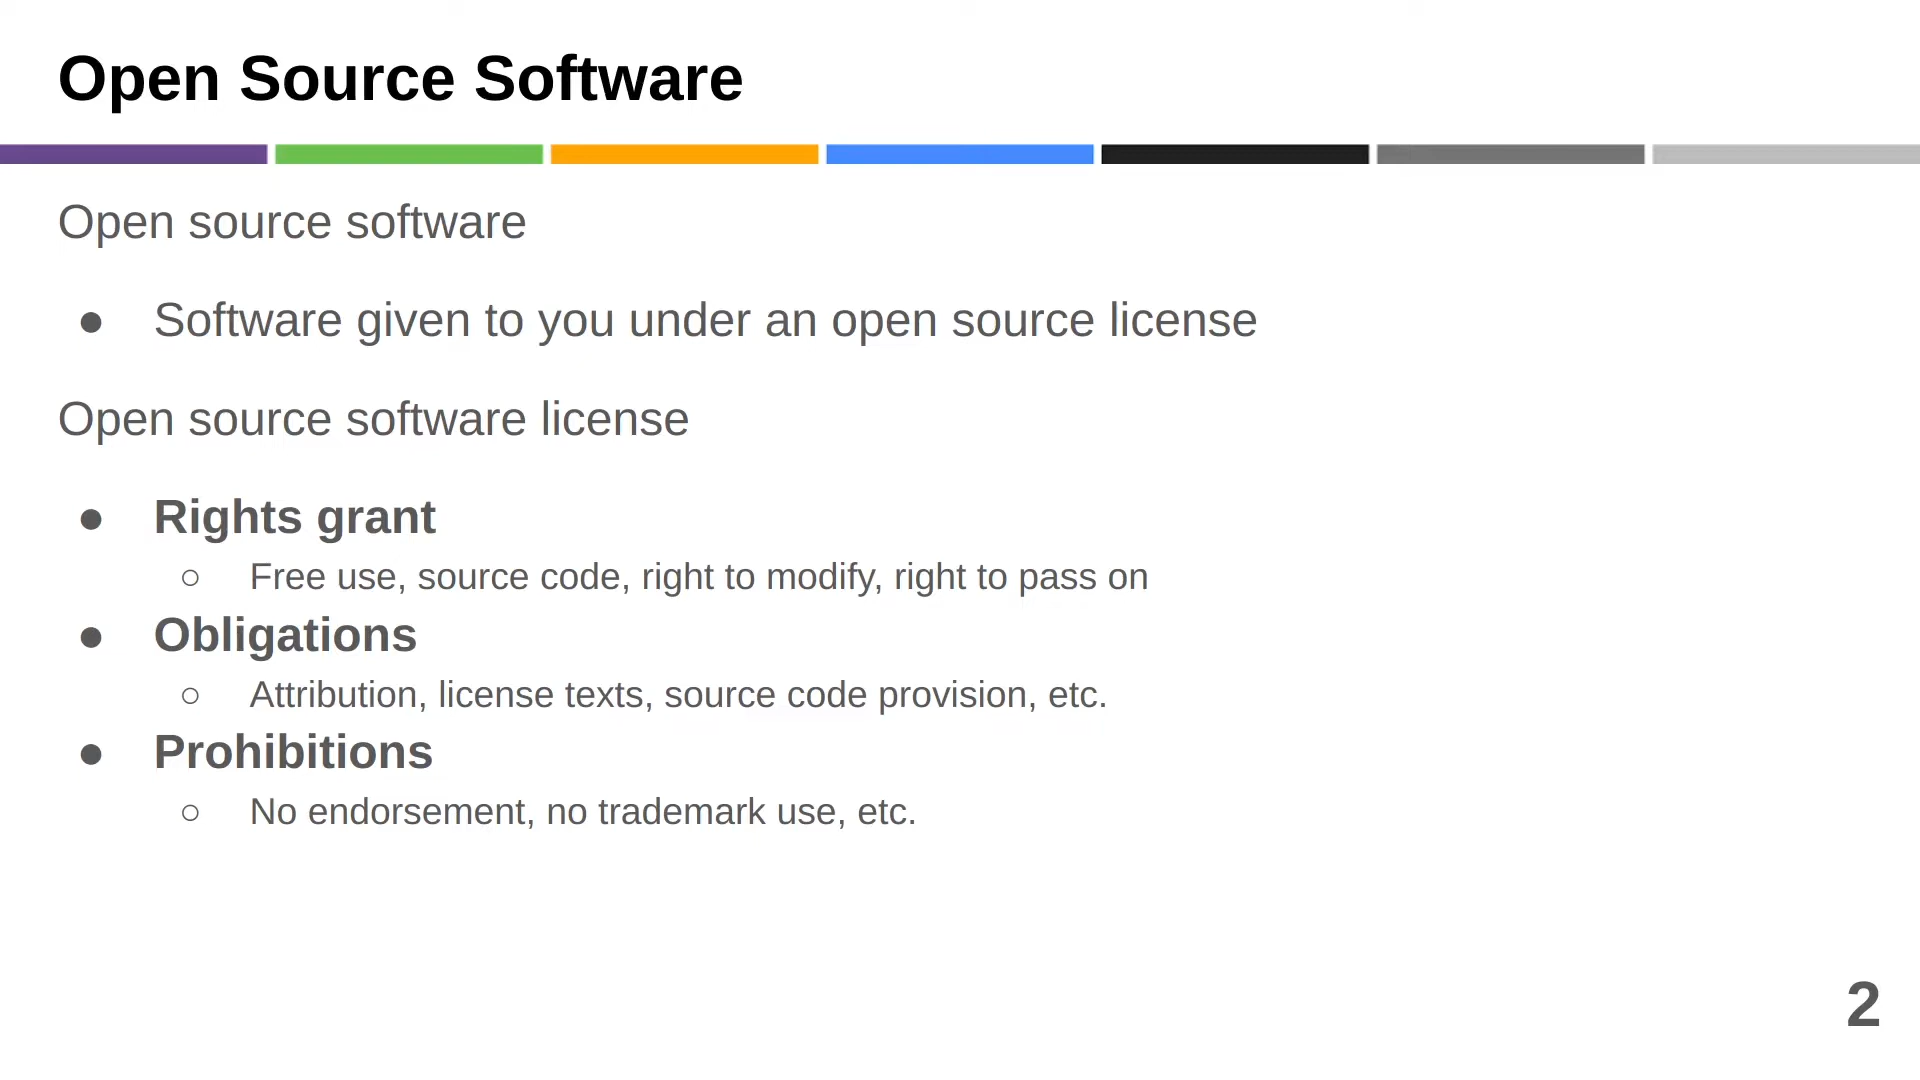 Open Source Software
Open source software
● Software given to you under an open source license
Open source software license
● Rights grant
○ Free use, source code, right to modify, right to pass on
● Obligations
○ Attribution, license texts, source code provision, etc.
● Prohibitions
○ No endorsement, no trademark use, etc.
2